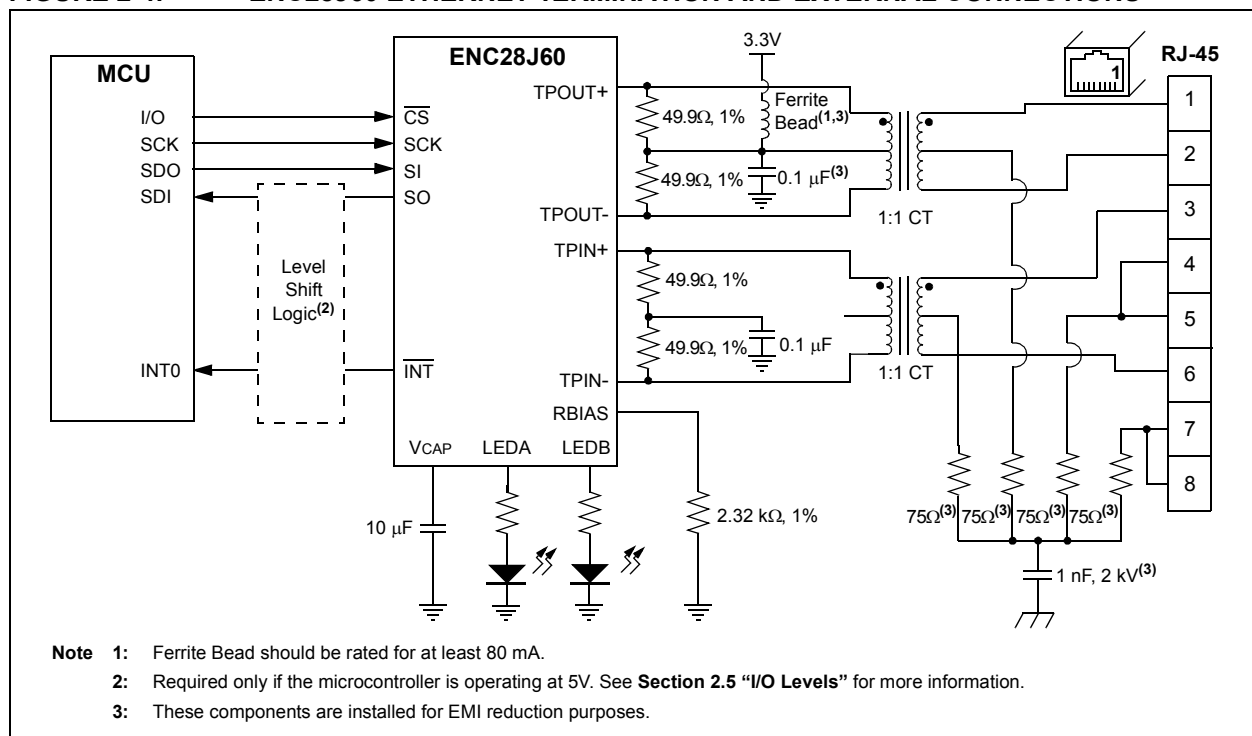 MCU
I/O
SCK
SDO
SDI
INT0
Level
Shift
Logic(2)
ENC28J60
CS
SCK
SI
SO
INT
TPOUT+
TPOUT-
TPIN+
TPIN-
RBIAS
VCAP
LEDA
LEDB
10 μF
2.32 kΩ, 1%
3.3V
Ferrite
Bead(1,3)
49.9Ω, 1%
49.9Ω, 1%
0.1 μF(3)
1:1 CT
49.9Ω, 1%
49.9Ω, 1%
0.1 μF
1:1 CT
1
RJ-45
1
2
3
4
5
6
7
8
75Ω(3) 75Ω(3) 75Ω(3) 75Ω(3)
1 nF, 2 kV(3)
Note 1: Ferrite Bead should be rated for at least 80 mA.
2: Required only if the microcontroller is operating at 5V. See Section 2.5 “I/O Levels” for more information.
3: These components are installed for EMI reduction purposes.